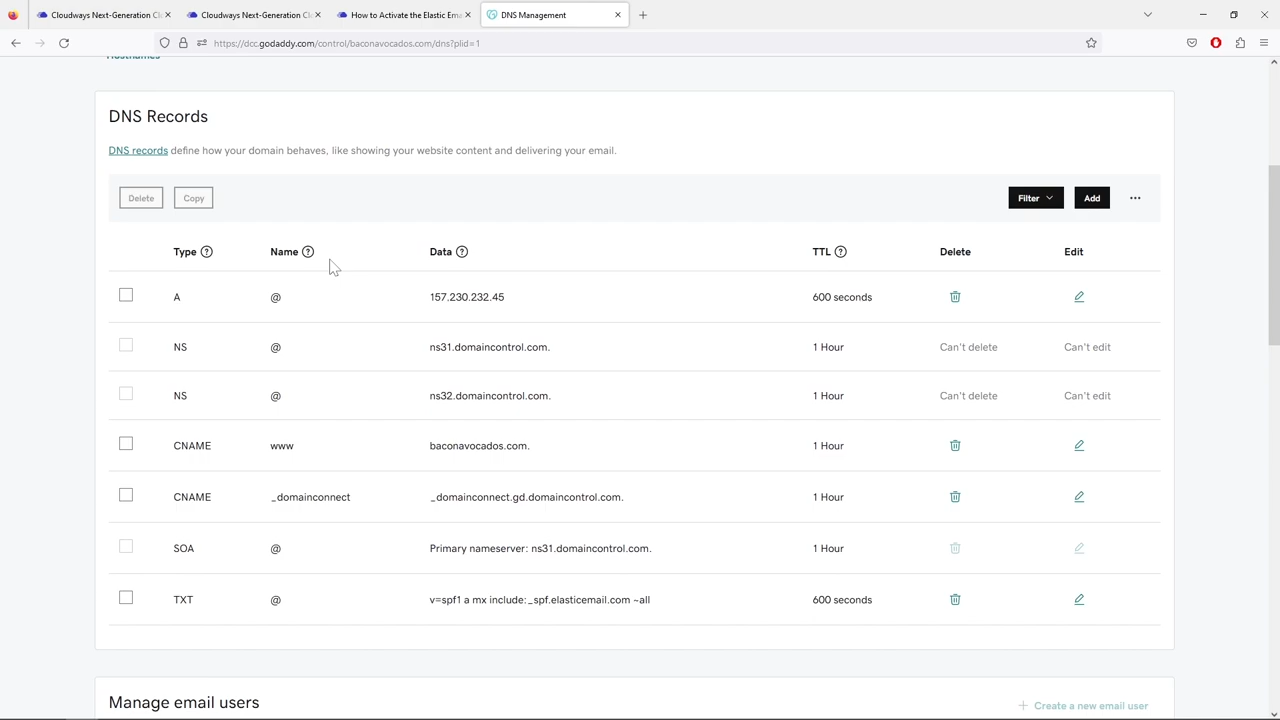 Cloudways Next-Generation Cl
Cloudways Next-Generation Cl
How to Activate the Elastic Ema
DNS Management
https://dcc.godaddy.com/control/baconavocados.com/dns?plid=1
Hostnames
DNS Records
DNS records define how your domain behaves, like showing your website content and delivering your email.
Delete Copy Filter Add
Type Name Data TTL Delete Edit
A @ 157.230.232.45 600 seconds
NS @ ns31.domaincontrol.com. 1 Hour Can't delete Can't edit
NS @ ns32.domaincontrol.com. 1 Hour Can't delete Can't edit
CNAME www baconavocados.com. 1 Hour
CNAME _domainconnect _domainconnect.gd.domaincontrol.com. 1 Hour
SOA @ Primary nameserver: ns31.domaincontrol.com. 1 Hour
TXT @ v=spf1 a mx include:_spf.elasticemail.com ~all 600 seconds
Manage email users
Create a new email user